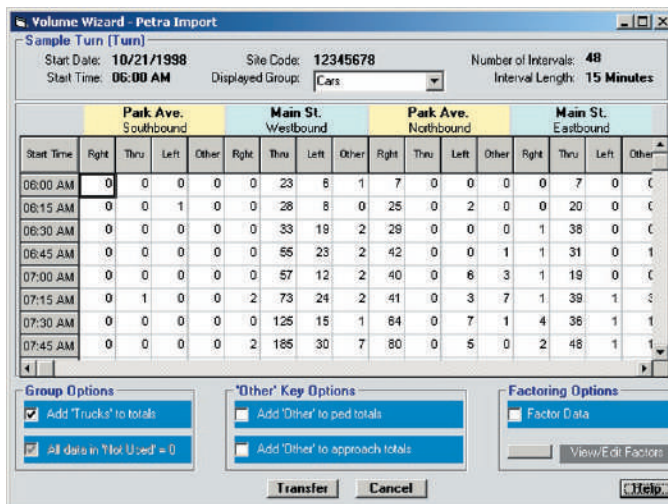 Volume Wizard - Petra Import
Sample Turn (Turn)
Start Date: 10/21/1998 Site Code: 12345678 Number of Intervals: 48
Start Time: 06:00 AM Displayed Group: Cars Interval Length: 15 Minutes
Park Ave. Main St. Park Ave. Main St.
Southbound Westbound Northbound Eastbound
Start Time Rght Thru Left Other Rght Thru Left Other Rght Thru Left Other Rght Thru Left Other
06:00 AM 0 0 0 0 0 23 6 1 7 0 0 0 0 7 0
06:15 AM 0 0 1 0 0 28 8 0 25 0 2 0 0 20 0
06:30 AM 0 0 0 0 0 33 19 2 29 0 0 0 1 38 0
06:45 AM 0 0 0 0 0 55 23 2 42 0 0 1 1 31 0 1
07:00 AM 0 0 0 0 0 57 12 2 40 0 6 3 1 19 0
07:15 AM 0 1 0 0 2 73 24 2 41 0 3 7 1 39 1 3
07:30 AM 0 0 0 0 0 125 15 1 64 0 7 1 4 36 1 1
07:45 AM 0 0 0 0 2 185 30 7 80 0 5 0 2 48 1 1
Group Options 'Other' Key Options Factoring Options
Add 'Trucks' to totals Add 'Other' to ped totals Factor Data
All data in 'Not Used' = 0 Add 'Other' to approach totals View/Edit Factors
Transfer Cancel Help